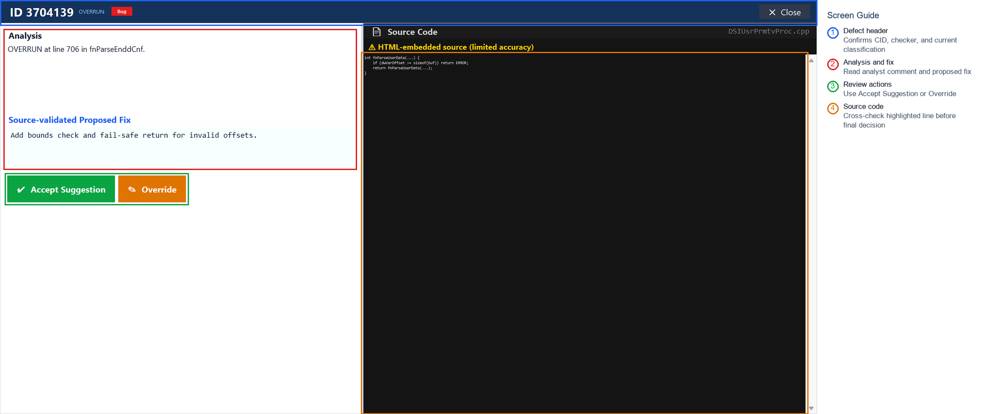 ID 3704139 OVERRUN Bug
✕ Close
Analysis
OVERRUN at line 706 in fnParseEnddCnf.
Source-validated Proposed Fix
Add bounds check and fail-safe return for invalid offsets.
✔ Accept Suggestion
✎ Override
Source Code
DSIUsrPrmtvProc.cpp
⚠ HTML-embedded source (limited accuracy)
int fnParseUserData(...) {
    if (dwVarOffset >= sizeof(buf)) return ERROR;
    return fnParseUserData(...);
}
Screen Guide
1 Defect header
Confirms CID, checker, and current
classification
2 Analysis and fix
Read analyst comment and proposed fix
3 Review actions
Use Accept Suggestion or Override
4 Source code
Cross-check highlighted line before
final decision